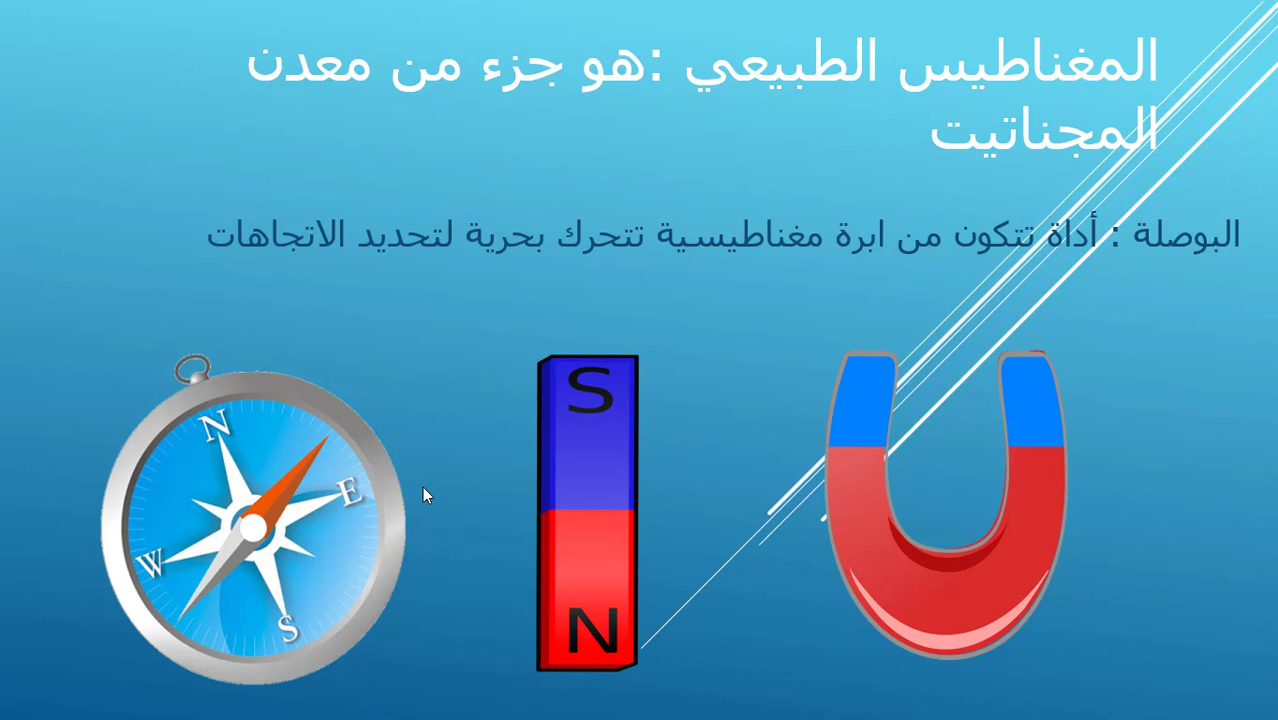 المغناطيس الطبيعي :هو جزء من معدن
المجناتيت
البوصلة : أداة تتكون من ابرة مغناطيسية تتحرك بحرية لتحديد الاتجاهات
N
E
W
S
S
N